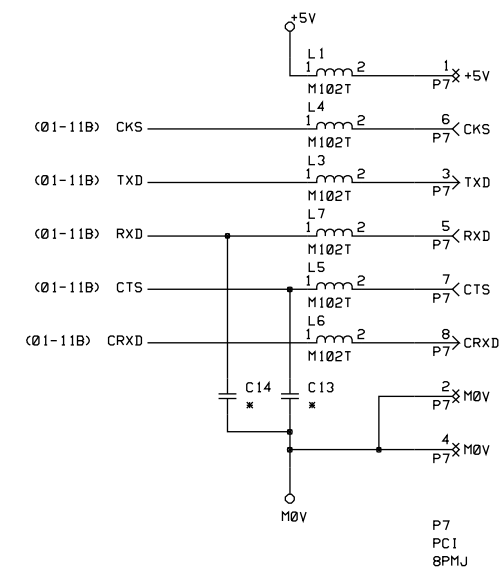 +5V
L1
1 2 1 +5V
M102T P7
L4
(01-11B) CKS 1 2 6 CKS
M102T P7
L3
(01-11B) TXD 1 2 3 TXD
M102T P7
L7
(01-11B) RXD 1 2 5 RXD
M102T P7
L5
(01-11B) CTS 1 2 7 CTS
M102T P7
L6
(01-11B) CRXD 1 2 8 CRXD
M102T P7
C14 C13 2 M0V
* * P7
4 M0V
P7
M0V
P7
PCI
8PMJ